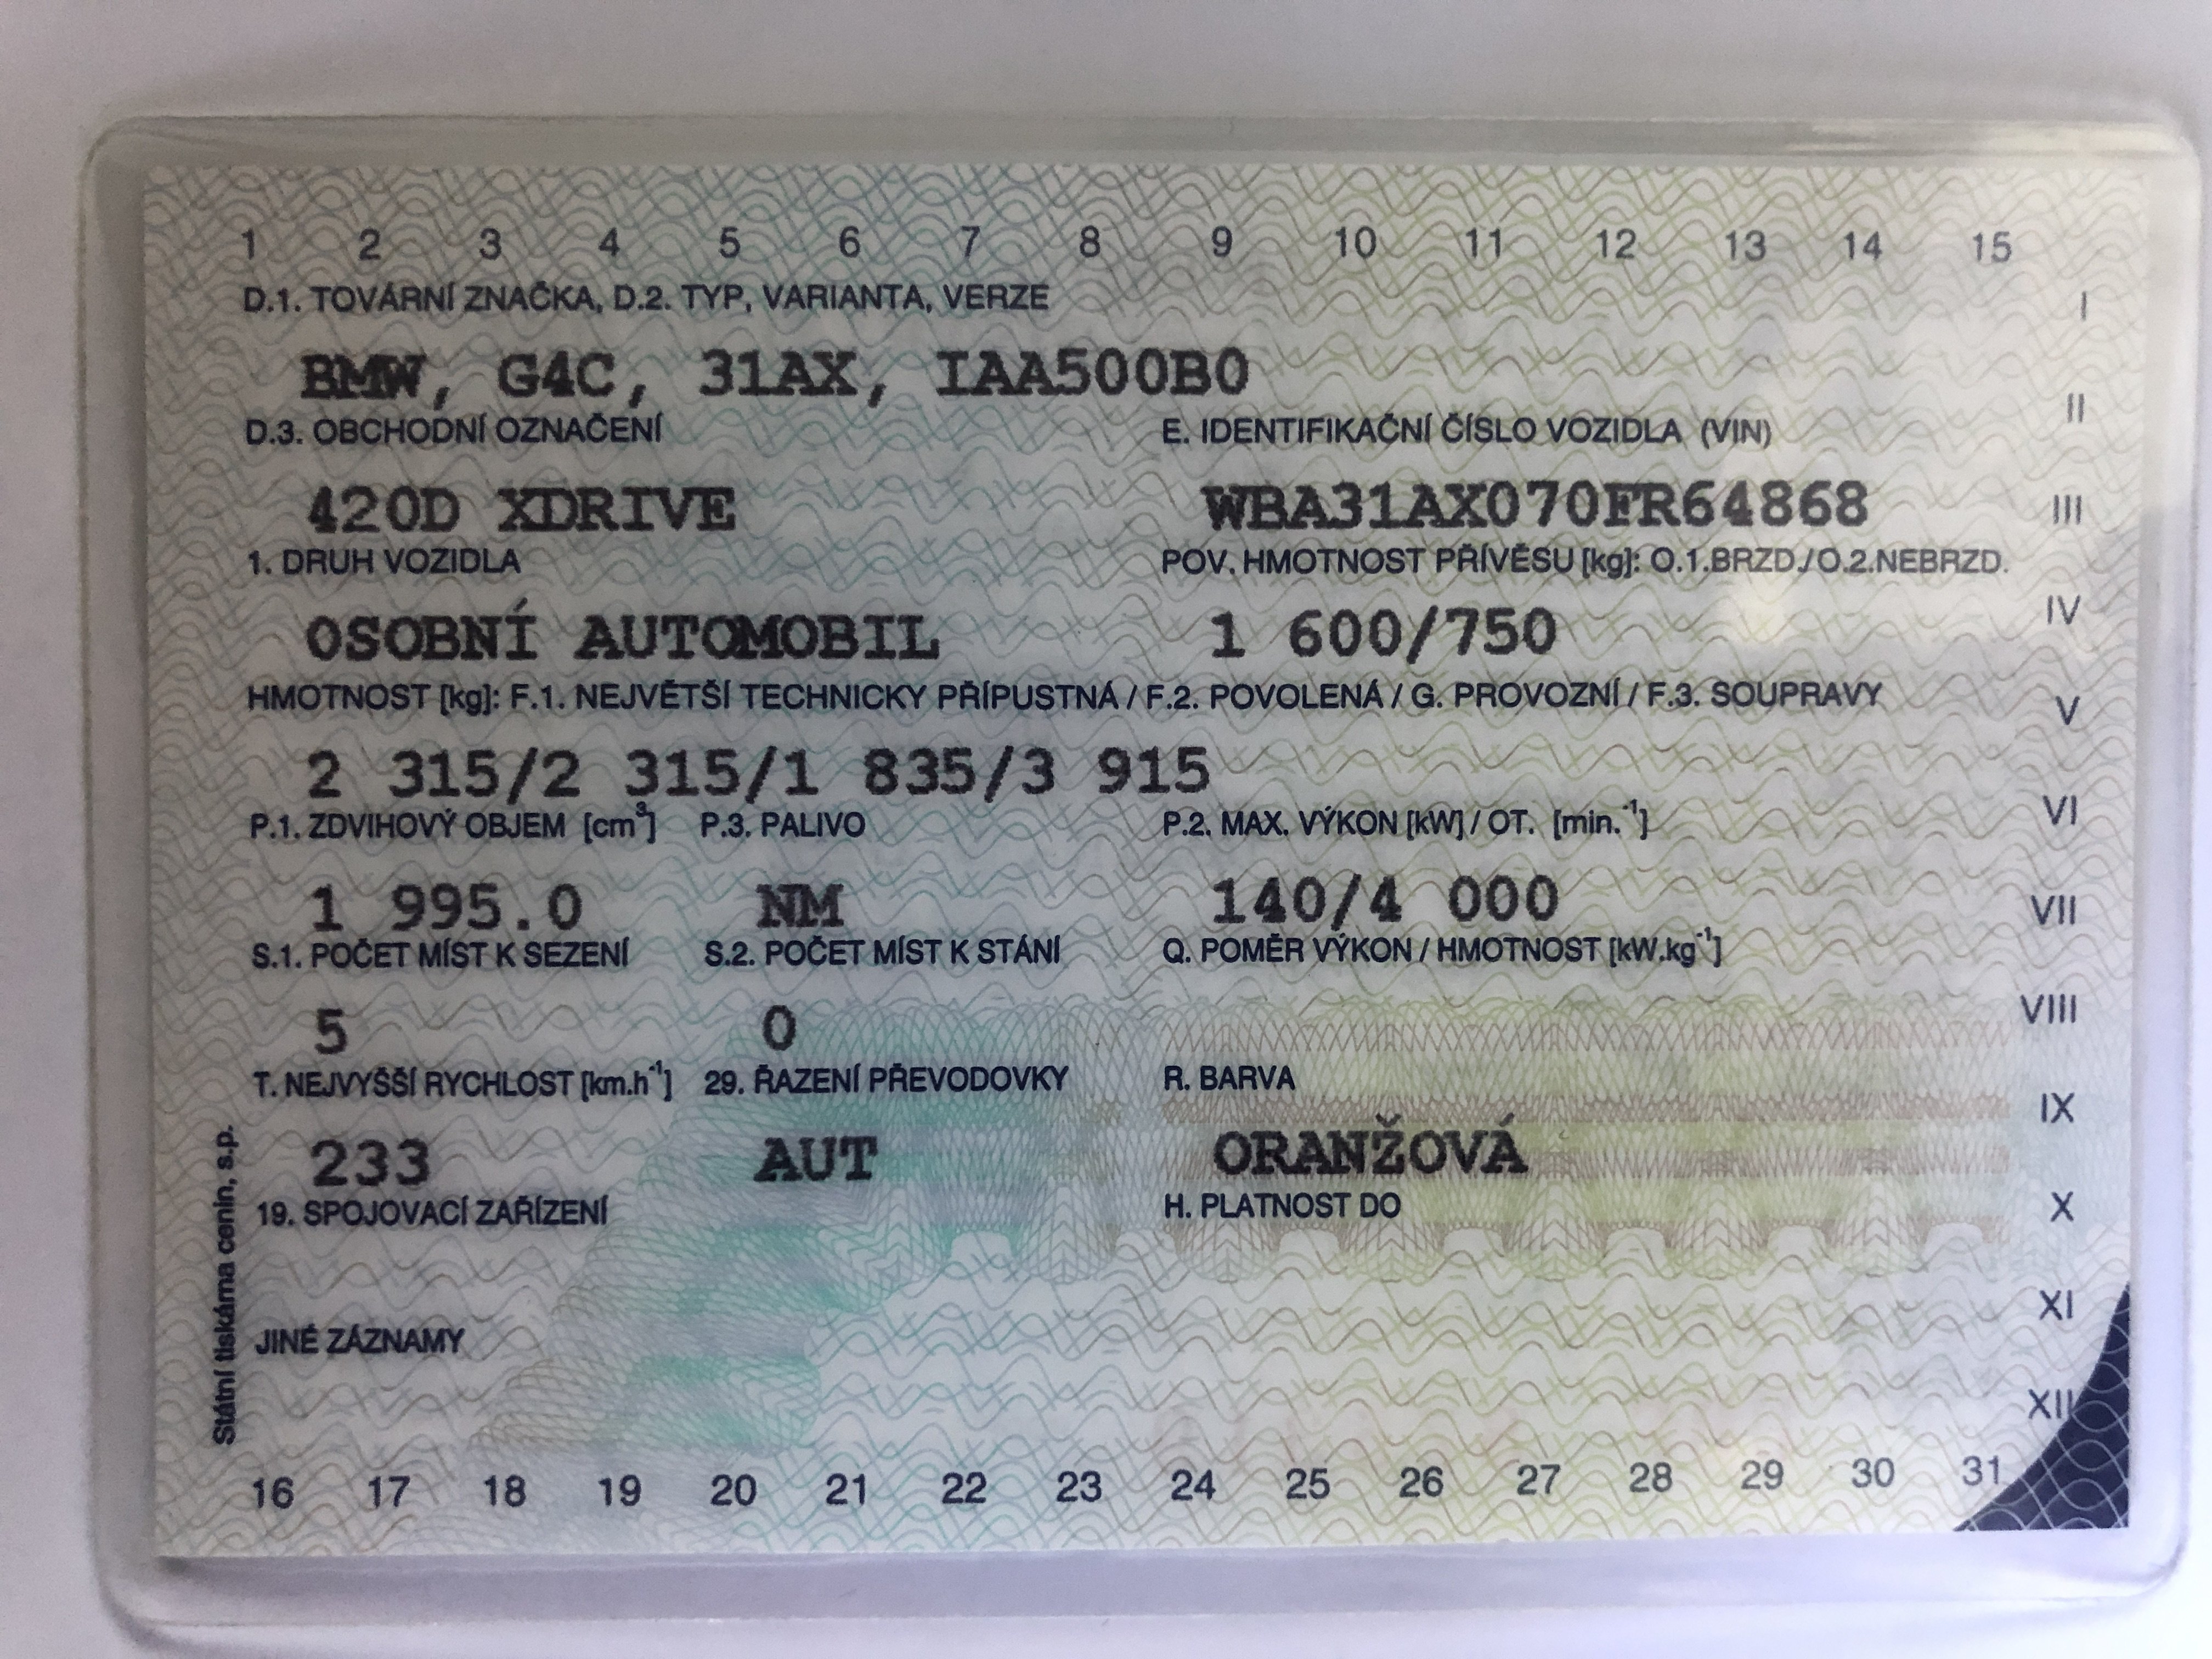 1 2 3 4 5 6 7 8 9 10 11 12 13 14 15
D.1. TOVÁRNÍ ZNAČKA, D.2. TYP, VARIANTA, VERZE
I
BMW, G4C, 31AX, IAA500B0
II
D.3. OBCHODNÍ OZNAČENÍ E. IDENTIFIKAČNÍ ČÍSLO VOZIDLA (VIN)
420D XDRIVE WBA31AX070FR64868
III
1. DRUH VOZIDLA POV. HMOTNOST PŘÍVĚSU [kg]: O.1.BRZD./O.2.NEBRZD.
IV
OSOBNÍ AUTOMOBIL 1 600/750
HMOTNOST [kg]: F.1. NEJVĚTŠÍ TECHNICKY PŘÍPUSTNÁ / F.2. POVOLENÁ / G. PROVOZNÍ / F.3. SOUPRAVY
V
2 315/2 315/1 835/3 915
VI
P.1. ZDVIHOVÝ OBJEM [cm³] P.3. PALIVO P.2. MAX. VÝKON [kW] / OT. [min.⁻¹]
1 995.0 NM 140/4 000
VII
S.1. POČET MÍST K SEZENÍ S.2. POČET MÍST K STÁNÍ Q. POMĚR VÝKON / HMOTNOST [kW.kg⁻¹]
VIII
5 0
T. NEJVYŠŠÍ RYCHLOST [km.h⁻¹] 29. ŘAZENÍ PŘEVODOVKY R. BARVA
IX
233 AUT ORANŽOVÁ
19. SPOJOVACÍ ZAŘÍZENÍ H. PLATNOST DO
X
XI
JINÉ ZÁZNAMY
XII
Státní tiskárna cenin, s.p.
16 17 18 19 20 21 22 23 24 25 26 27 28 29 30 31